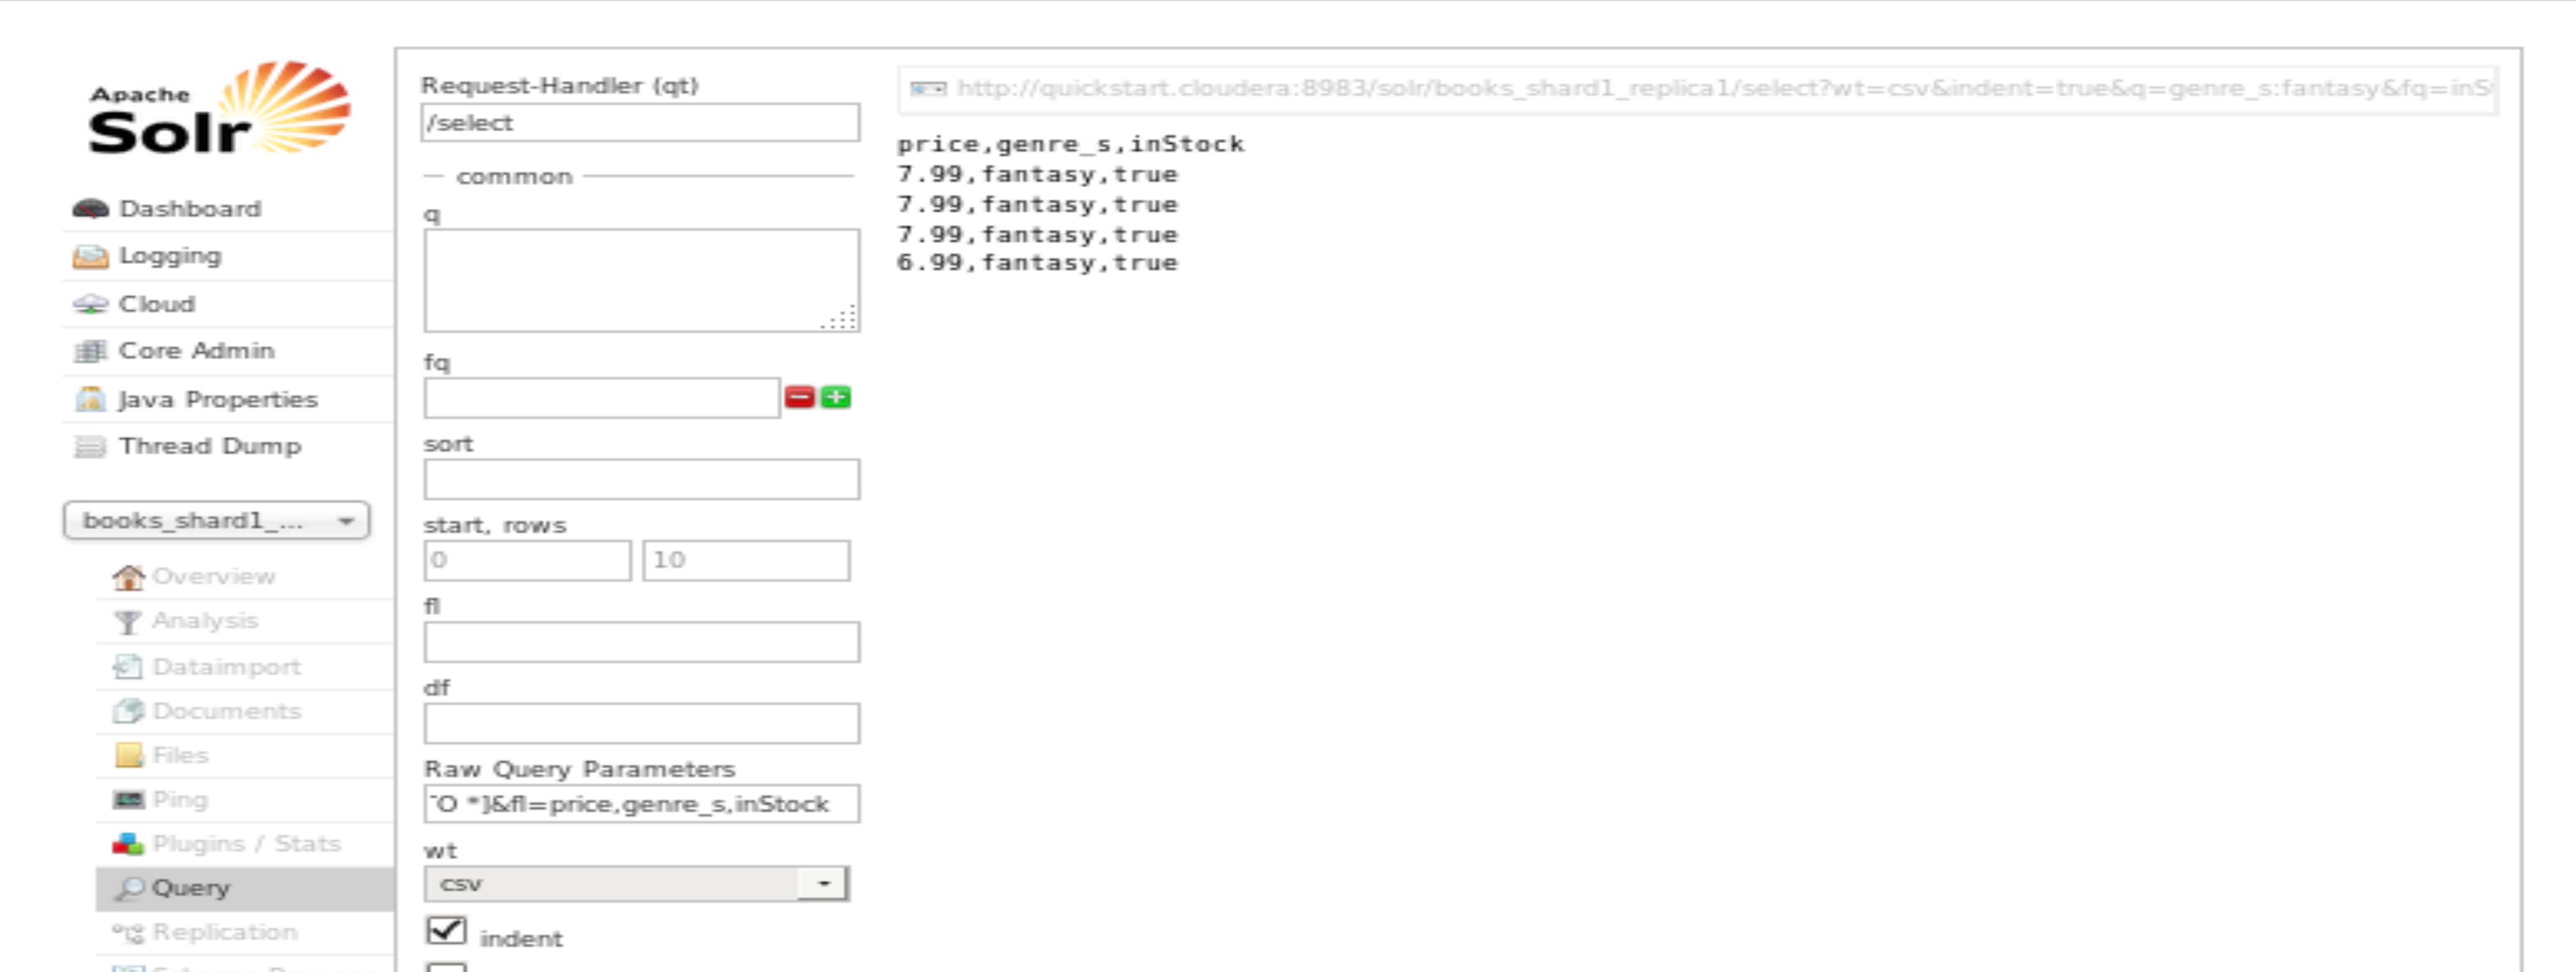 Apache
Solr
Dashboard
Logging
Cloud
Core Admin
Java Properties
Thread Dump
books_shard1_...
Overview
Analysis
Dataimport
Documents
Files
Ping
Plugins / Stats
Query
Replication
Request-Handler (qt)
/select
common
q
fq
sort
start, rows
0 10
fl
df
Raw Query Parameters
O *]&fl=price,genre_s,inStock
wt
csv
indent
http://quickstart.cloudera:8983/solr/books_shard1_replica1/select?wt=csv&indent=true&q=genre_s:fantasy&fq=inS
price,genre_s,inStock
7.99,fantasy,true
7.99,fantasy,true
7.99,fantasy,true
6.99,fantasy,true